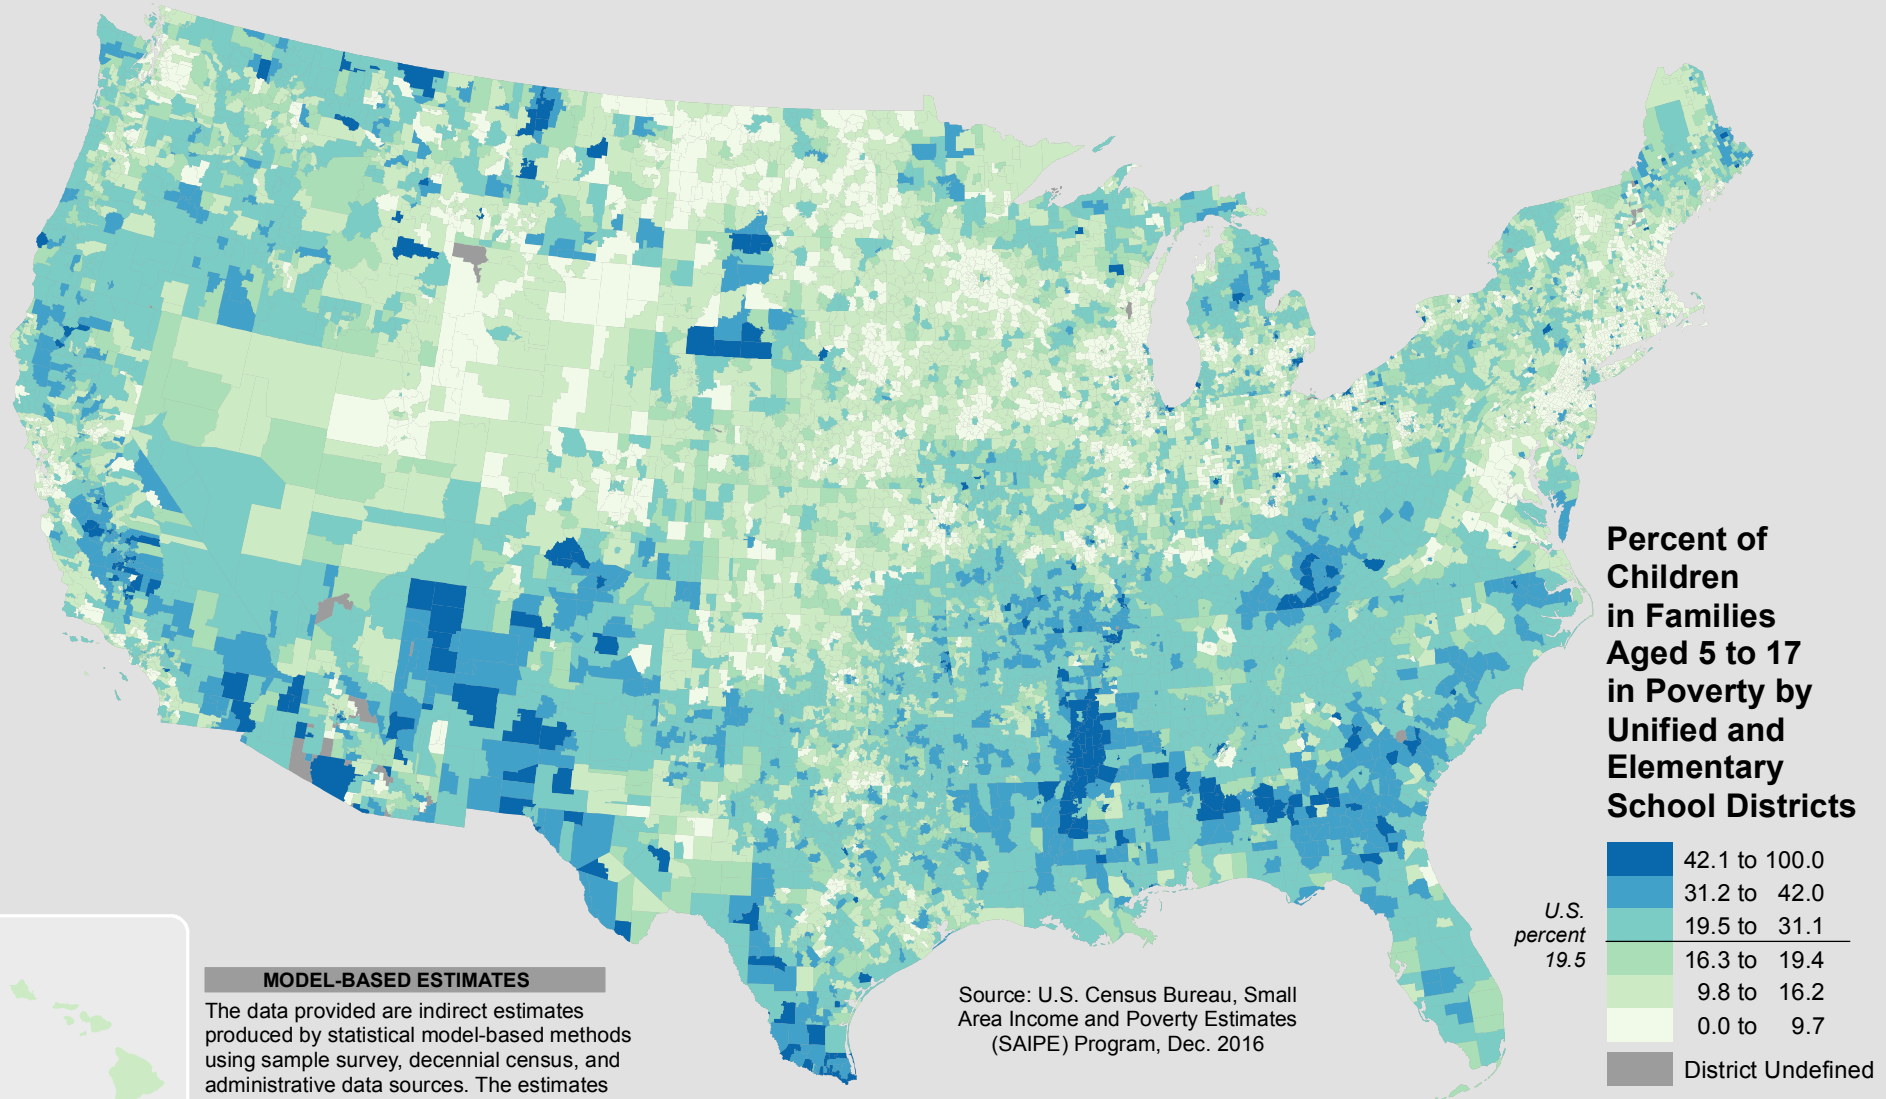 Percent of
Children
in Families
Aged 5 to 17
in Poverty by
Unified and
Elementary
School Districts
42.1 to 100.0
31.2 to 42.0
19.5 to 31.1
16.3 to 19.4
9.8 to 16.2
0.0 to 9.7
District Undefined
U.S.
percent
19.5
MODEL-BASED ESTIMATES
The data provided are indirect estimates
produced by statistical model-based methods
using sample survey, decennial census, and
administrative data sources. The estimates
Source: U.S. Census Bureau, Small
Area Income and Poverty Estimates
(SAIPE) Program, Dec. 2016